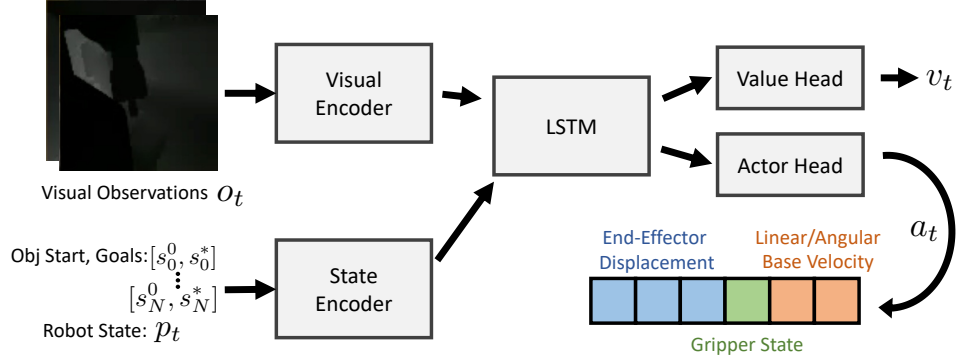 Visual Observations o_t
Obj Start, Goals: [s_0^0, s_0^*]
[s_N^0, s_N^*]
Robot State: p_t
Visual
Encoder
State
Encoder
LSTM
Value Head
v_t
Actor Head
a_t
End-Effector
Displacement
Linear/Angular
Base Velocity
Gripper State